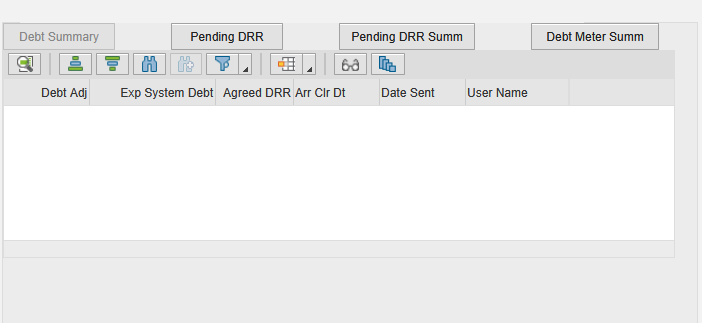 Debt Summary Pending DRR Pending DRR Summ Debt Meter Summ
Debt Adj Exp System Debt Agreed DRR Arr Clr Dt Date Sent User Name